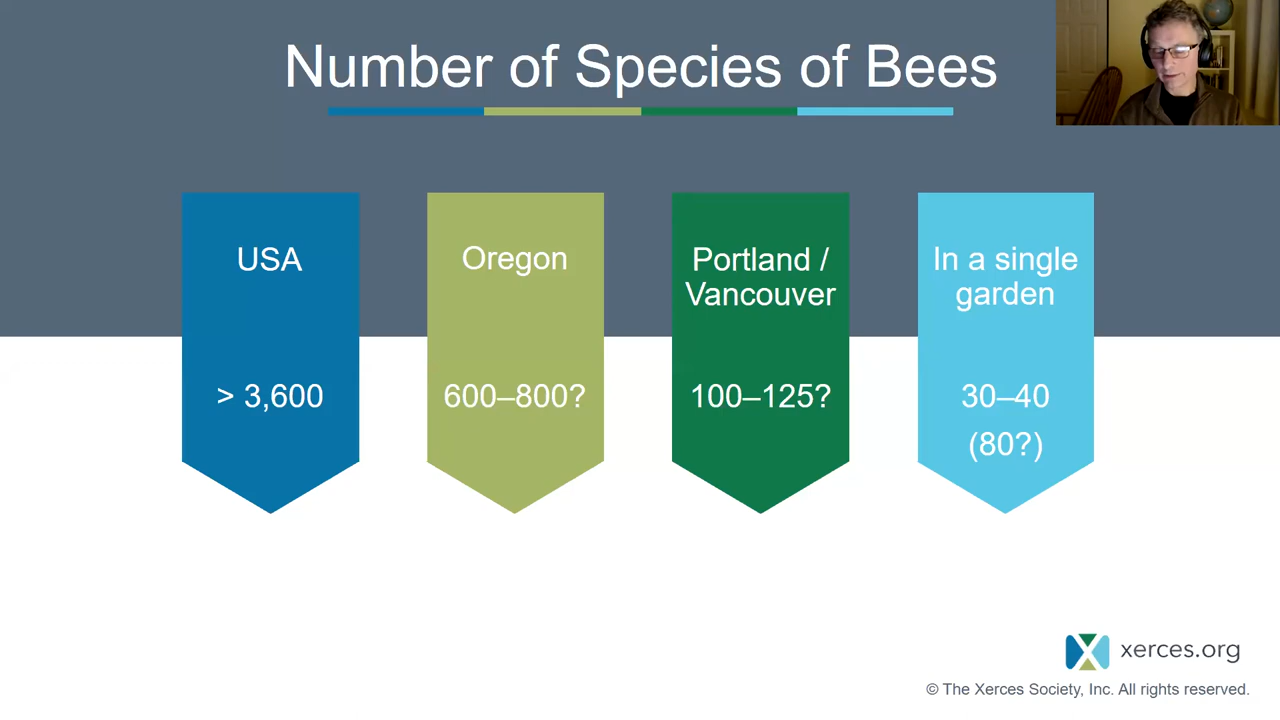 Number of Species of Bees
USA
> 3,600
Oregon
600–800?
Portland /
Vancouver
100–125?
In a single
garden
30–40
(80?)
xerces.org
© The Xerces Society, Inc. All rights reserved.